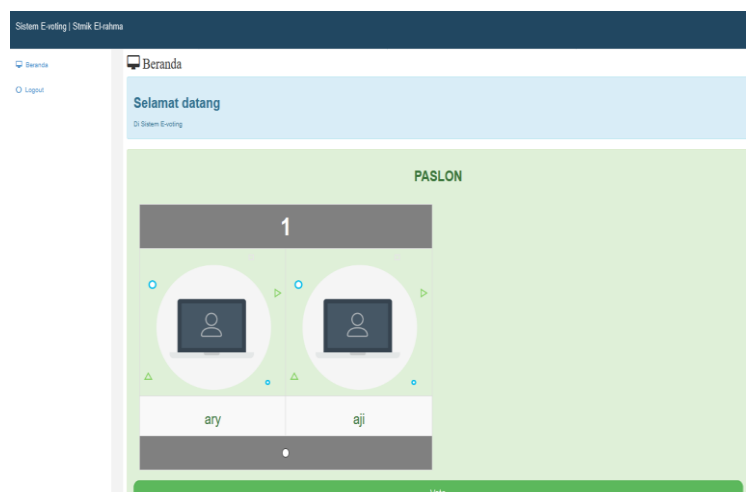 Sistem E-voting | Stmik El-rahma
Beranda
Logout
Beranda
Selamat datang
Di Sistem E-voting
PASLON
1
ary
aji